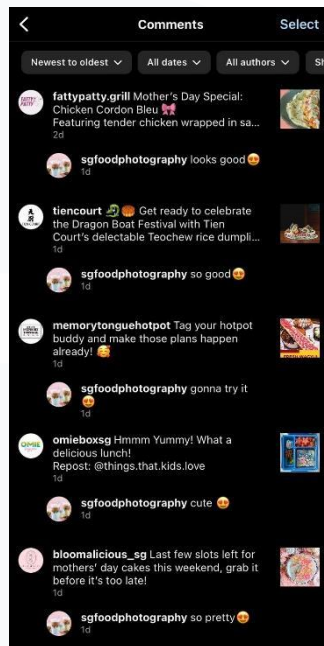 Comments
Select
Newest to oldest
All dates
All authors
fattypatty.grill Mother's Day Special:
Chicken Cordon Bleu 🎀
Featuring tender chicken wrapped in sa...
2d
sgfoodphotography looks good😍
1d
tiencourt 🐉🥮 Get ready to celebrate
the Dragon Boat Festival with Tien
Court's delectable Teochew rice dumpli...
1d
sgfoodphotography so good😍
1d
memorytonguehotpot Tag your hotpot
buddy and make those plans happen
already! 🥰
1d
sgfoodphotography gonna try it
😍
1d
OMIE
omieboxsg Hmmm Yummy! What a
delicious lunch!
Repost: @things.that.kids.love
1d
sgfoodphotography cute 😍
1d
bloomalicious_sg Last few slots left for
mothers' day cakes this weekend, grab it
before it's too late!
1d
sgfoodphotography so pretty😍
1d